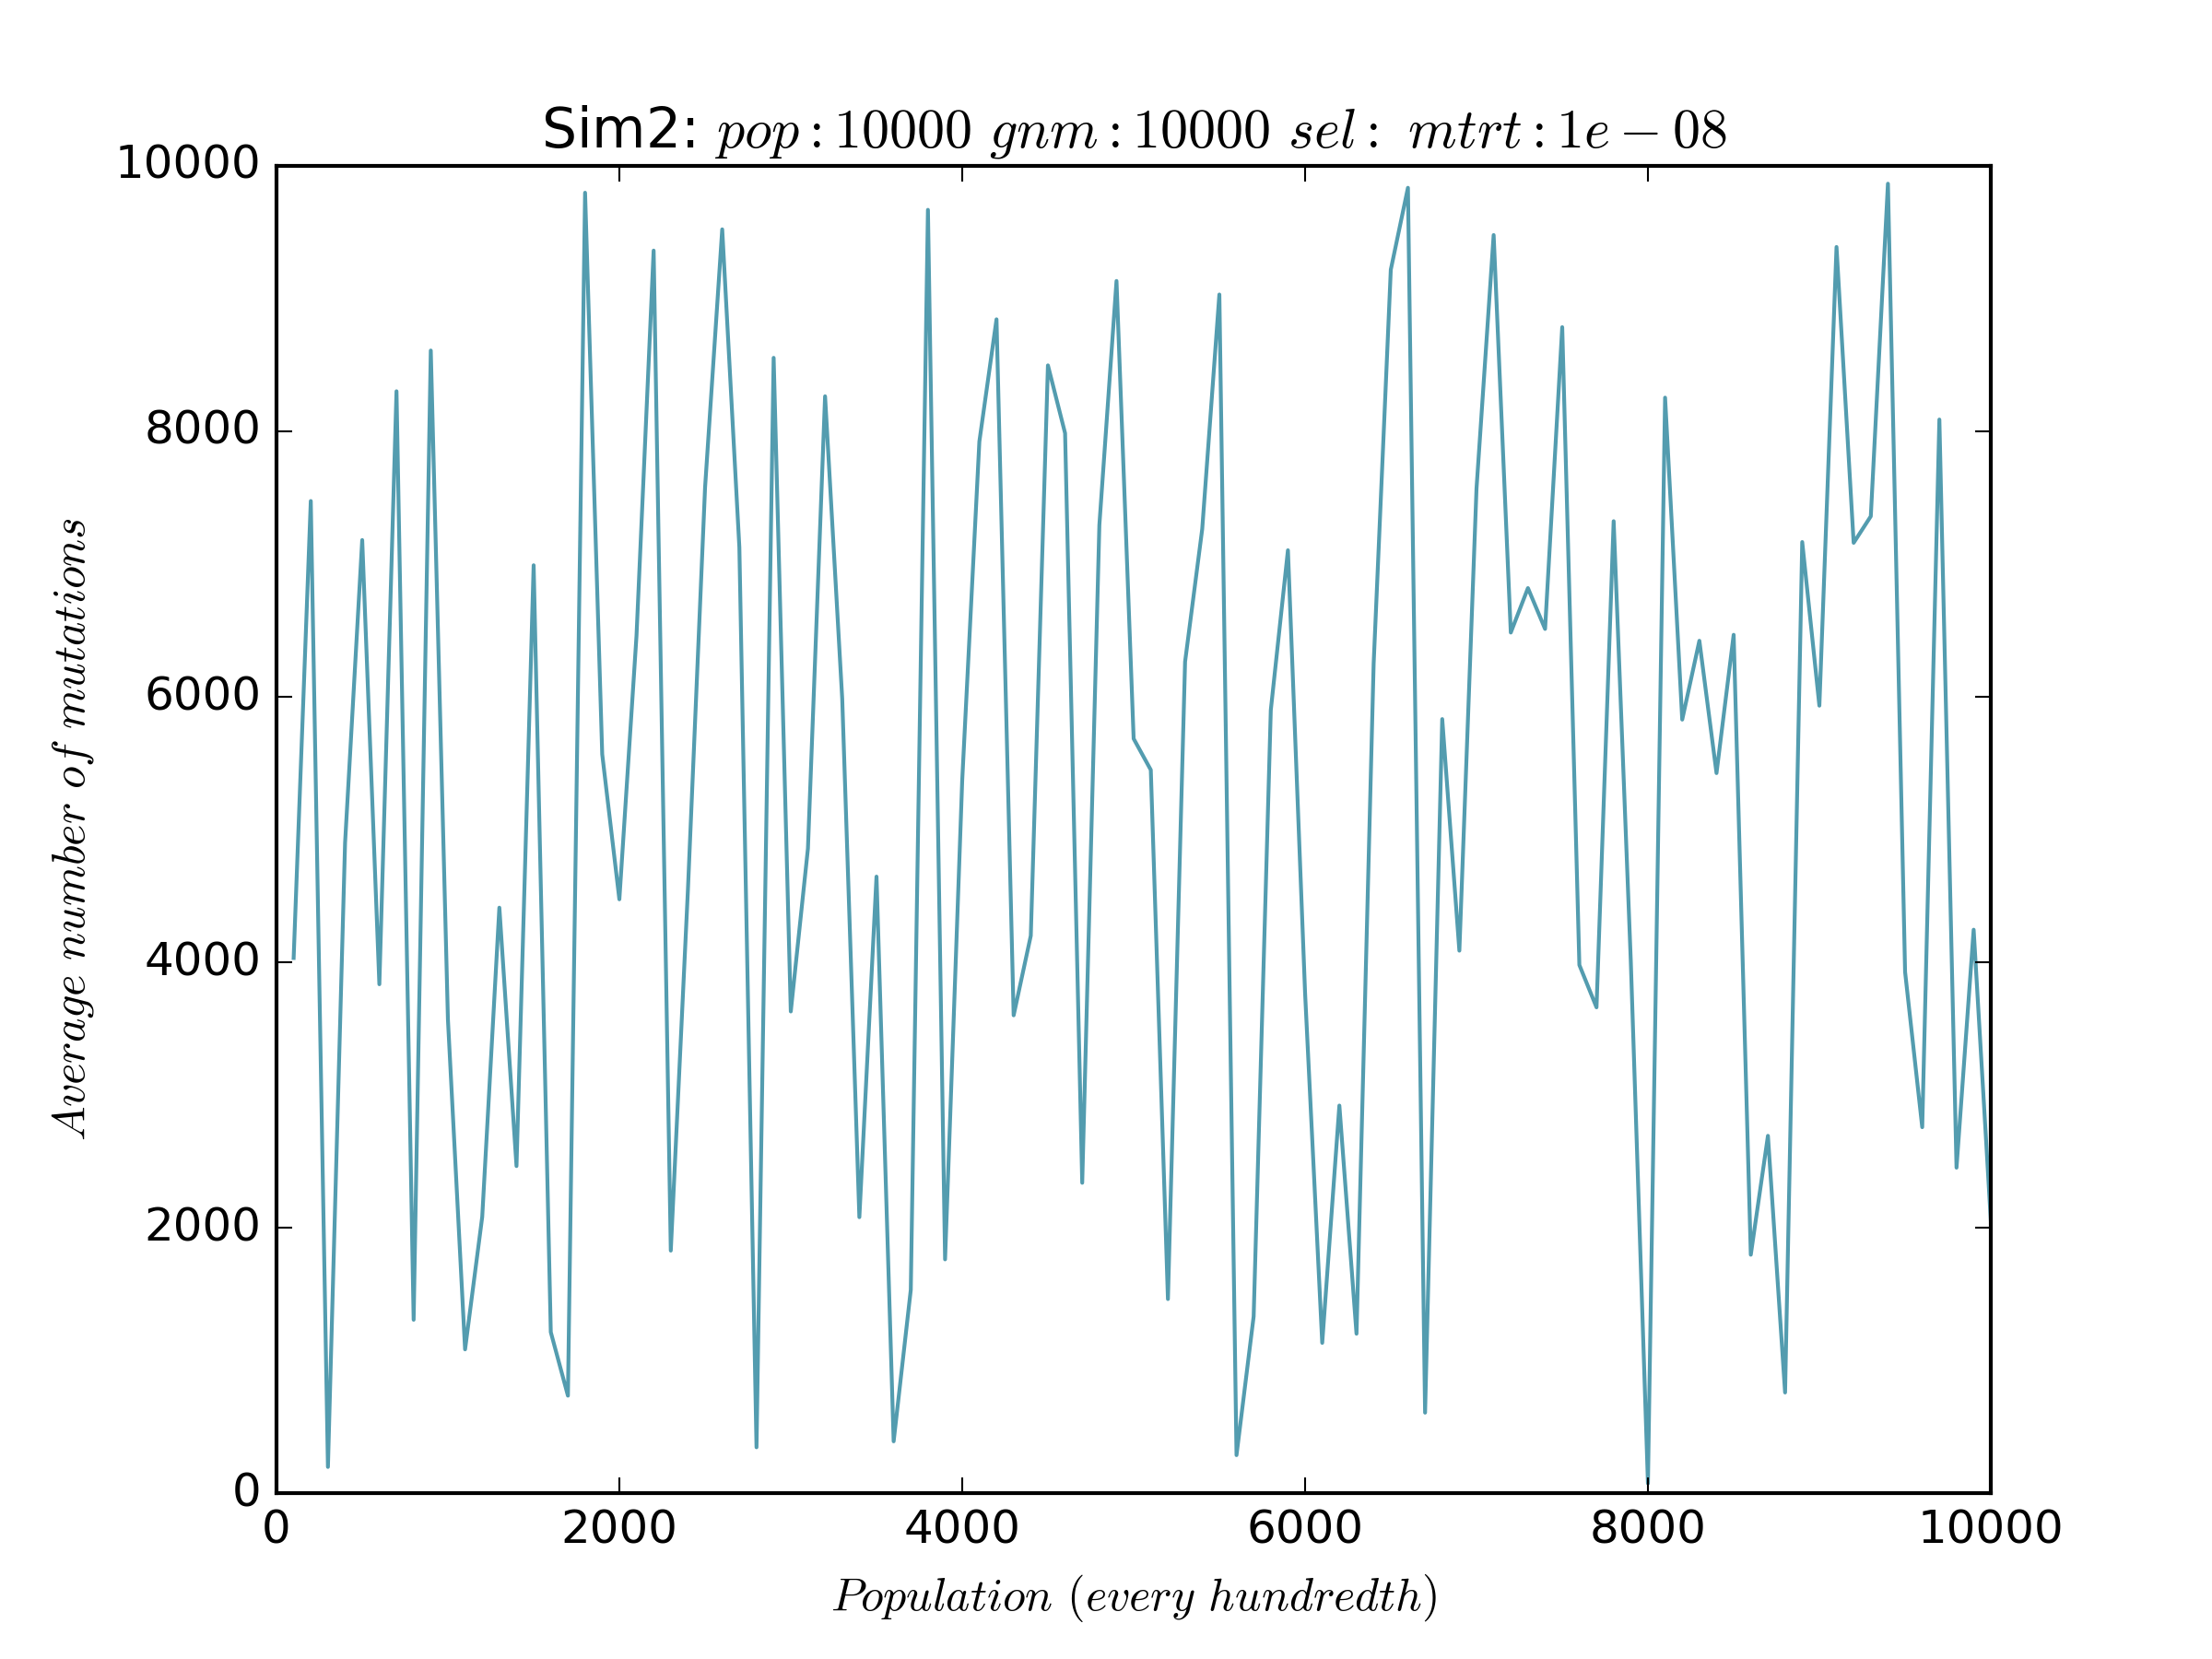 Sim2: pop : 10000 gnm : 10000 sel : mtrt : 1e − 08
Average number of mutations
10000
8000
6000
4000
2000
0
0 2000 4000 6000 8000 10000
Population (every hundredth)